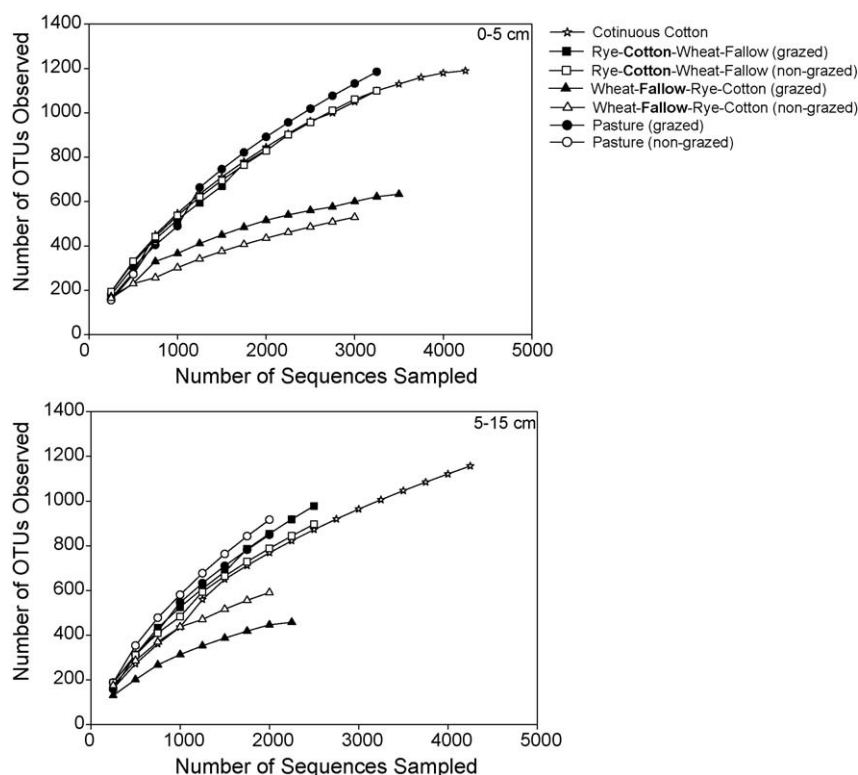 1400
0-5 cm
1200
1000
800
600
400
200
0
Number of OTUs Observed
0 1000 2000 3000 4000 5000
Number of Sequences Sampled
Cotinuous Cotton
Rye-Cotton-Wheat-Fallow (grazed)
Rye-Cotton-Wheat-Fallow (non-grazed)
Wheat-Fallow-Rye-Cotton (grazed)
Wheat-Fallow-Rye-Cotton (non-grazed)
Pasture (grazed)
Pasture (non-grazed)
1400
5-15 cm
1200
1000
800
600
400
200
0
Number of OTUs Observed
0 1000 2000 3000 4000 5000
Number of Sequences Sampled